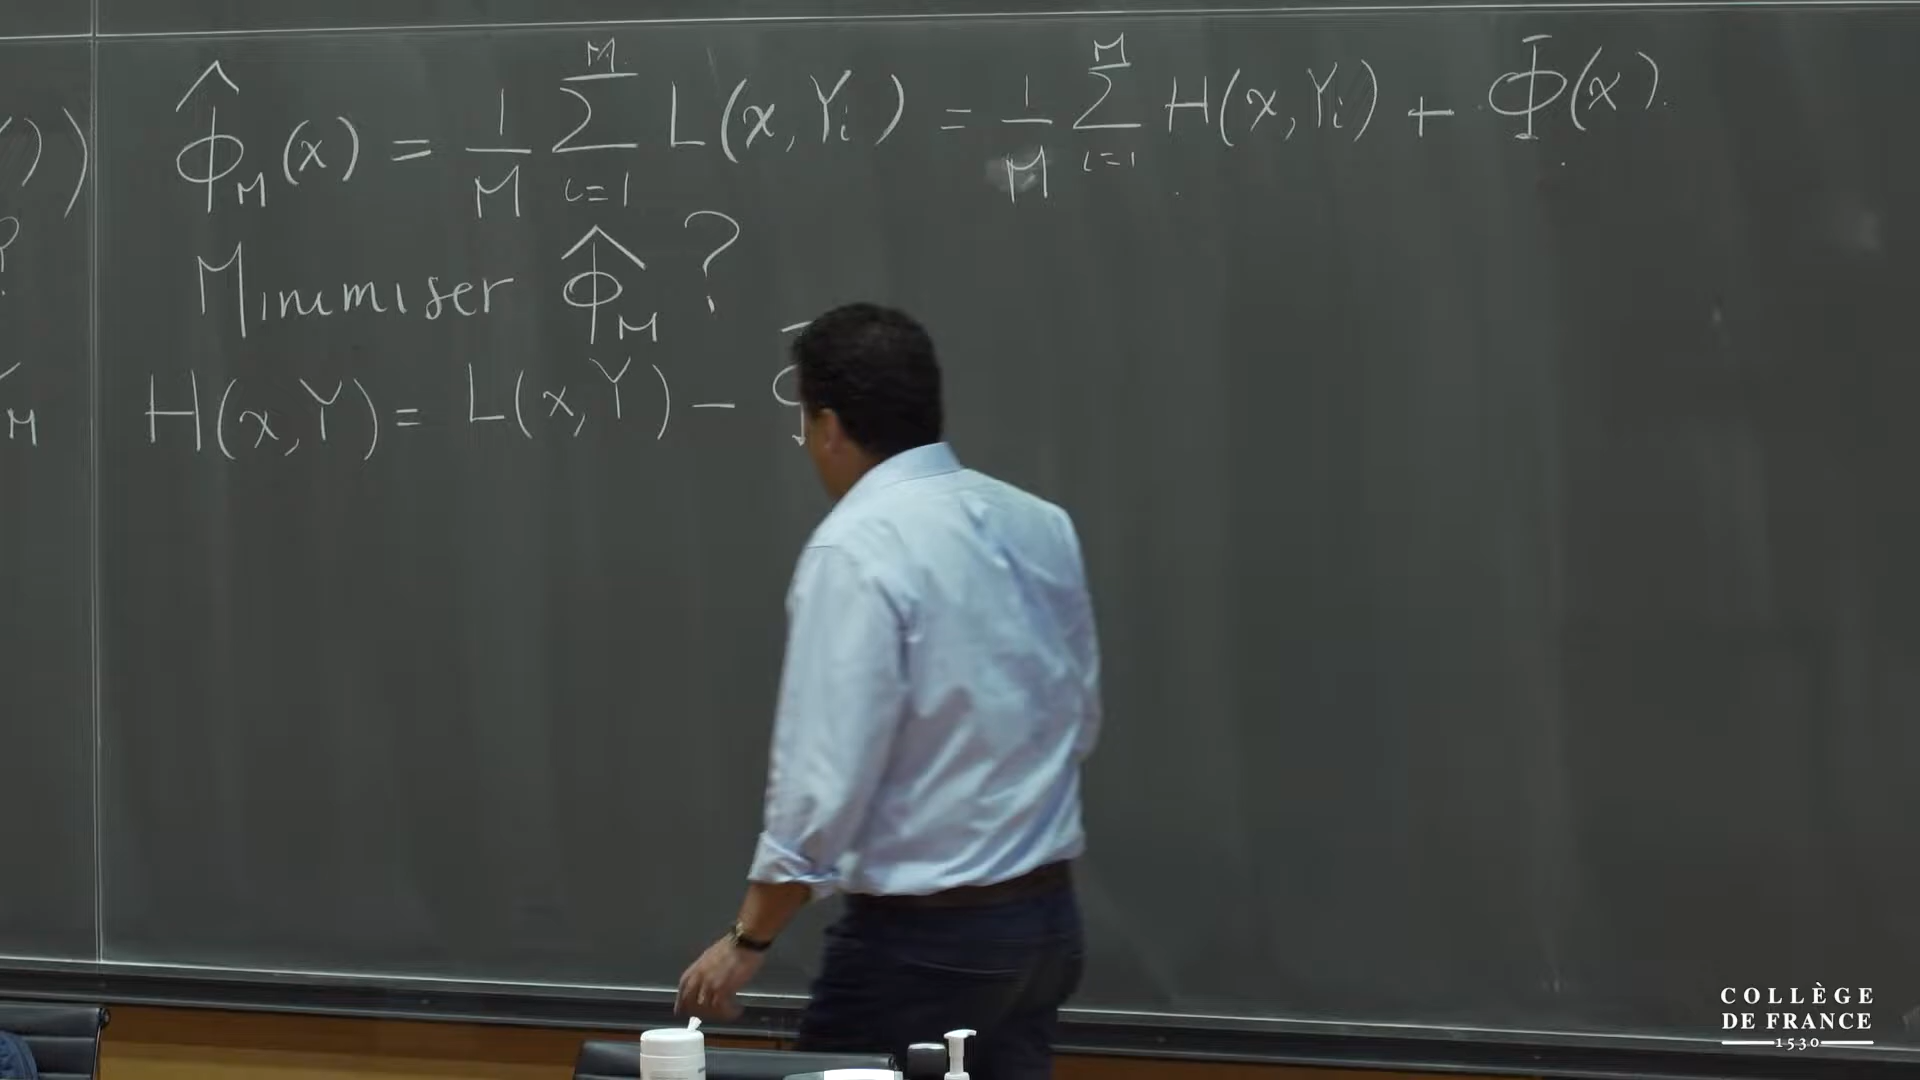 Φ̂_M(x) = 1/M Σ_{i=1}^{M} L(x, Y_i) = 1/M Σ_{i=1}^{M} H(x, Y_i) + Φ̄(x).
Minimiser Φ̂_M ?
H(x, Y) = L(x, Y) −
M
COLLÈGE
DE FRANCE
1530